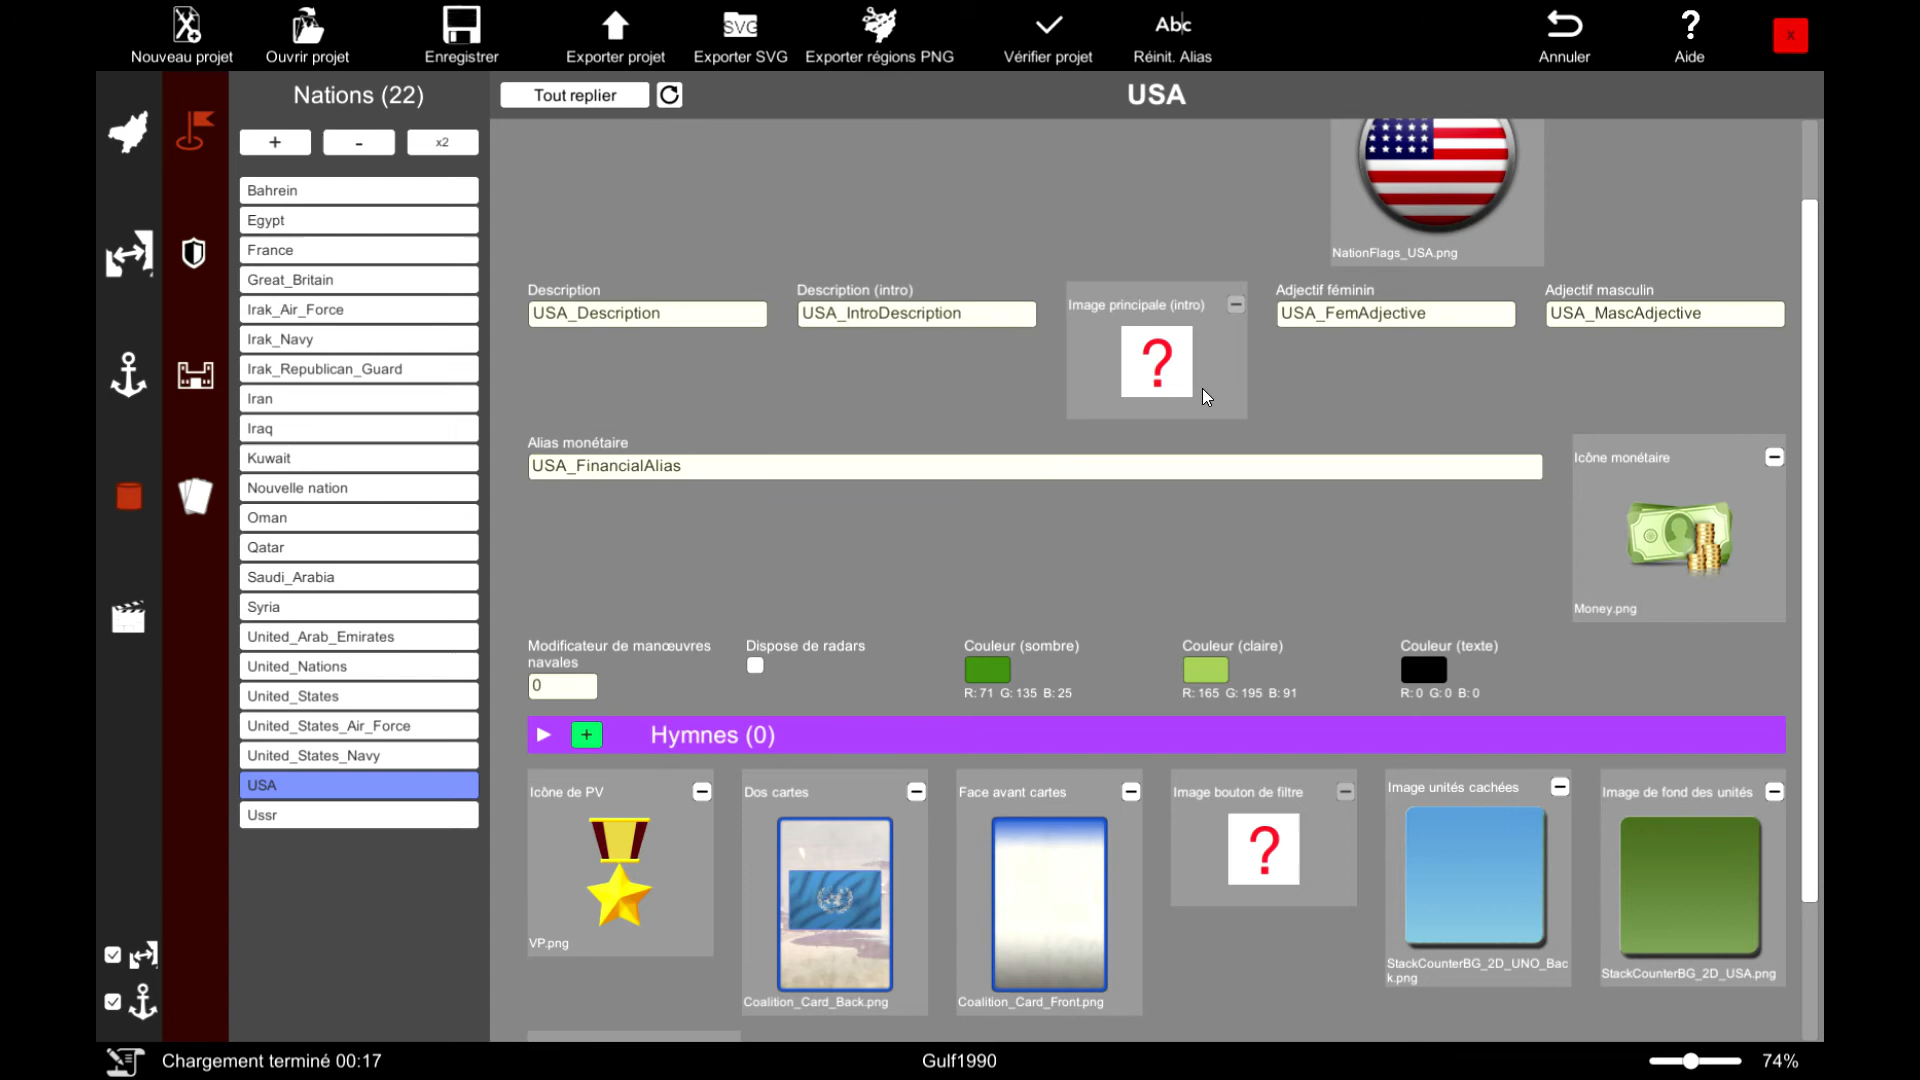 Nouveau projet
Ouvrir projet
Enregistrer
Exporter projet
SVG
Exporter SVG
Exporter régions PNG
Vérifier projet
Abc
Réinit. Alias
Annuler
?
Aide
x
Nations (22)
+
-
x2
Bahrein
Egypt
France
Great_Britain
Irak_Air_Force
Irak_Navy
Irak_Republican_Guard
Iran
Iraq
Kuwait
Nouvelle nation
Oman
Qatar
Saudi_Arabia
Syria
United_Arab_Emirates
United_Nations
United_States
United_States_Air_Force
United_States_Navy
USA
Ussr
Tout replier
USA
NationFlags_USA.png
Description
USA_Description
Description (intro)
USA_IntroDescription
Image principale (intro)
?
Adjectif féminin
USA_FemAdjective
Adjectif masculin
USA_MascAdjective
Alias monétaire
USA_FinancialAlias
Icône monétaire
Money.png
Modificateur de manœuvres
navales
0
Dispose de radars
Couleur (sombre)
R: 71 G: 135 B: 25
Couleur (claire)
R: 165 G: 195 B: 91
Couleur (texte)
R: 0 G: 0 B: 0
+
Hymnes (0)
Icône de PV
VP.png
Dos cartes
Coalition_Card_Back.png
Face avant cartes
Coalition_Card_Front.png
Image bouton de filtre
?
Image unités cachées
StackCounterBG_2D_UNO_Bac
k.png
Image de fond des unités
StackCounterBG_2D_USA.png
Chargement terminé 00:17
Gulf1990
74%